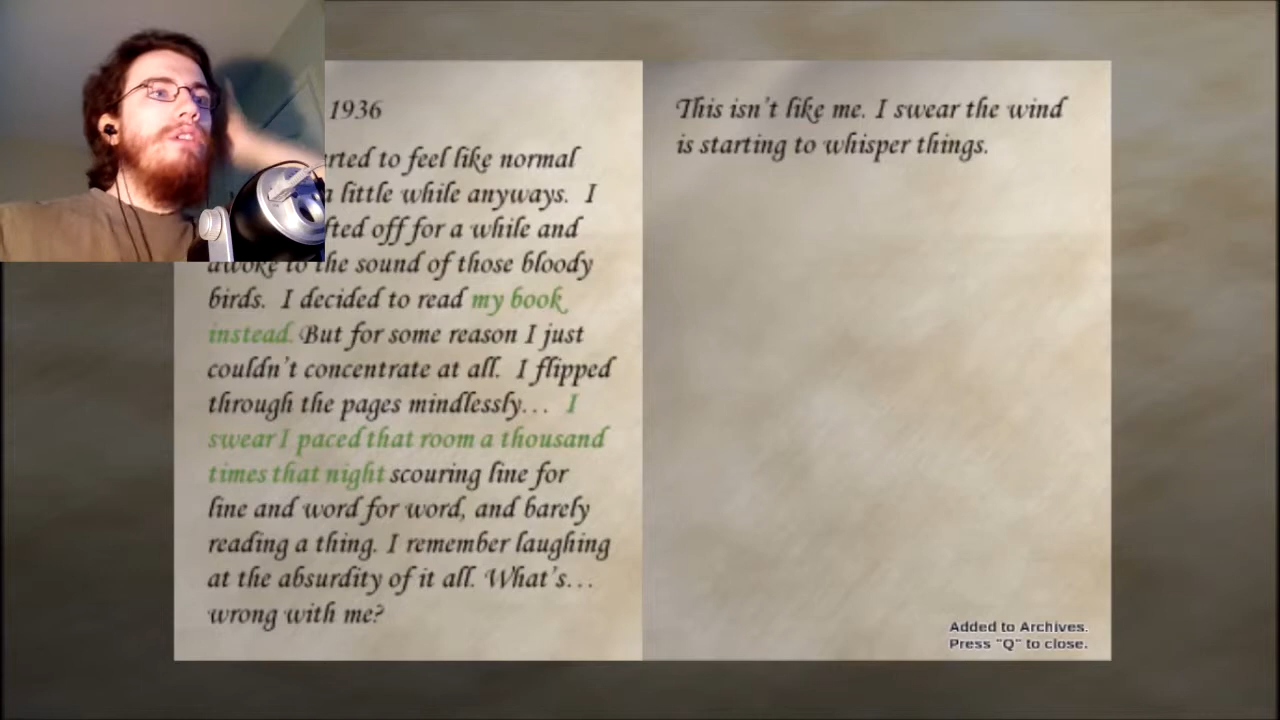 1936
to feel like normal
a little while anyways. I
off for a while and
awoke to the sound of those bloody
birds. I decided to read my book
instead. But for some reason I just
couldn't concentrate at all. I flipped
through the pages mindlessly... I
swear I paced that room a thousand
times that night scouring line for
line and word for word, and barely
reading a thing. I remember laughing
at the absurdity of it all. What's...
wrong with me?
This isn't like me. I swear the wind
is starting to whisper things.
Added to Archives.
Press "Q" to close.